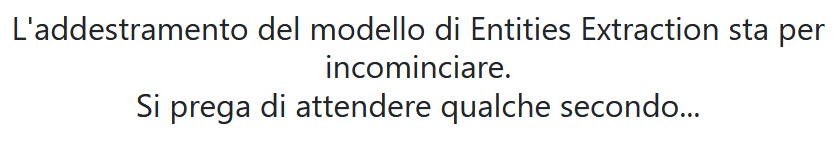 L'addestramento del modello di Entities Extraction sta per
incominciare.
Si prega di attendere qualche secondo...